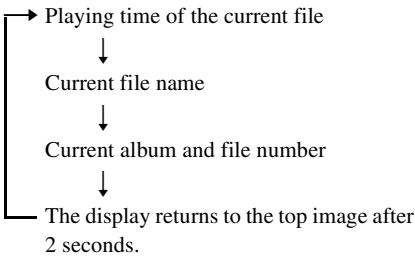 Playing time of the current file
Current file name
Current album and file number
The display returns to the top image after
2 seconds.